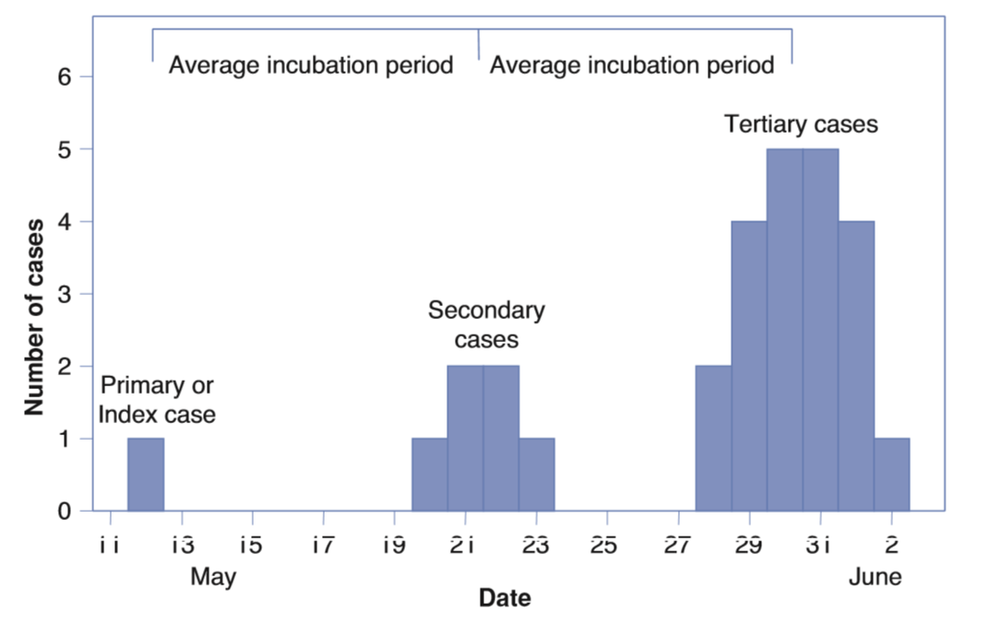 Average incubation period Average incubation period
6
Tertiary cases
5
4
Number of cases
3
Secondary
cases
2
Primary or
Index case
1
0
11 13 15 17 19 21 23 25 27 29 31 2
May June
Date